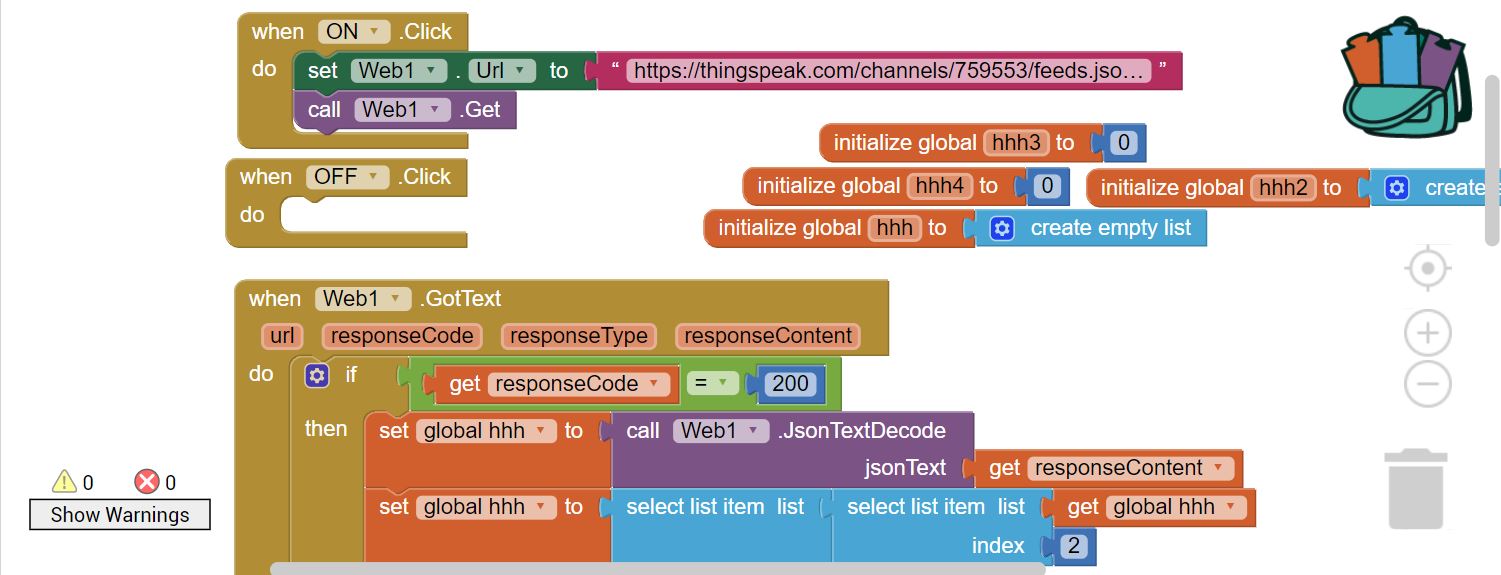 when ON .Click
do set Web1 . Url to “ https://thingspeak.com/channels/759553/feeds.jso... ”
call Web1 .Get
initialize global hhh3 to 0
when OFF .Click
initialize global hhh4 to 0
initialize global hhh2 to create
do
initialize global hhh to create empty list
when Web1 .GotText
url responseCode responseType responseContent
do if get responseCode = 200
then set global hhh to call Web1 .JsonTextDecode
jsonText get responseContent
set global hhh to select list item list select list item list get global hhh
index 2
0 0
Show Warnings